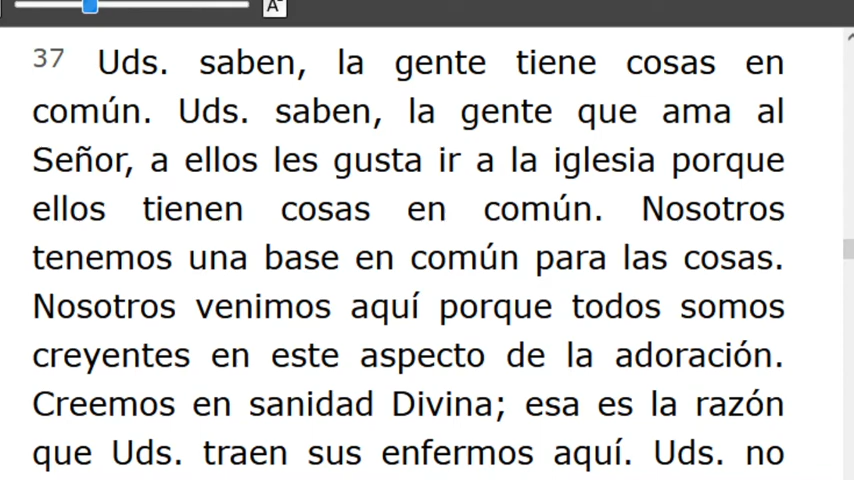 A
37 Uds. saben, la gente tiene cosas en
común. Uds. saben, la gente que ama al
Señor, a ellos les gusta ir a la iglesia porque
ellos tienen cosas en común. Nosotros
tenemos una base en común para las cosas.
Nosotros venimos aquí porque todos somos
creyentes en este aspecto de la adoración.
Creemos en sanidad Divina; esa es la razón
que Uds. traen sus enfermos aquí. Uds. no